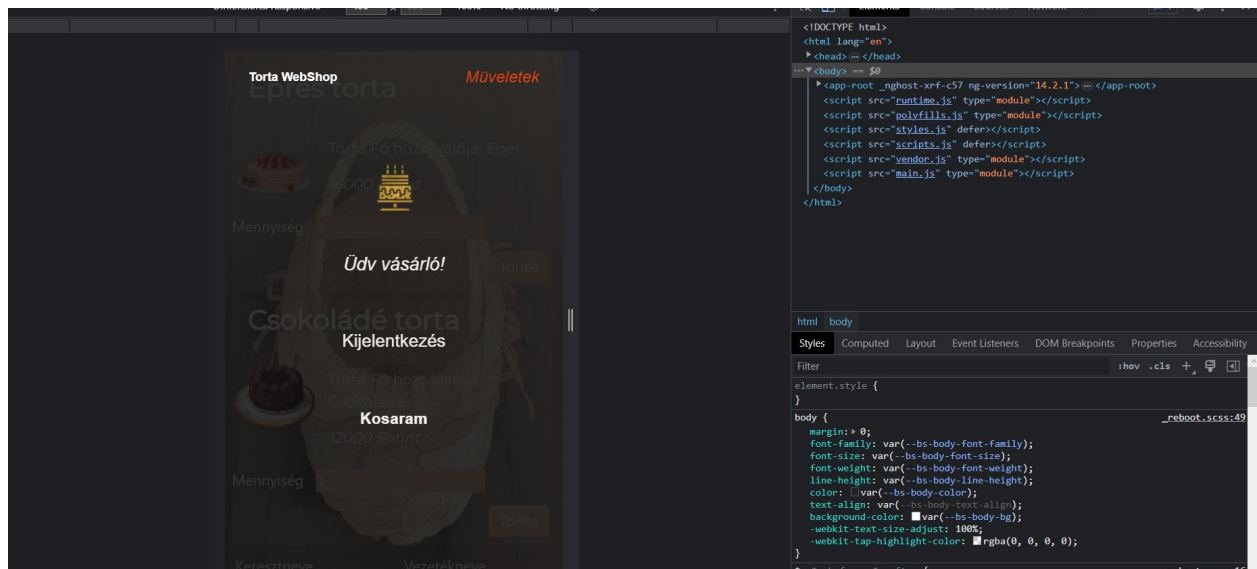 Torta WebShop
Műveletek
Epres torta
Torta Fő hozzávalója: Eper
Mennyiség 1
Üdv vásárló!
Törlés
Csokoládé torta
Kijelentkezés
Torta Fő hozzávalója:
Csokoládé
Kosaram
12000 Forint
Mennyiség
Törlés
Keresztneve
Vezetékneve
Elements
<!DOCTYPE html>
<html lang="en">
<head> … </head>
<body> == $0
<app-root _nghost-xrf-c57 ng-version="14.2.1"> … </app-root>
<script src="runtime.js" type="module"></script>
<script src="polyfills.js" type="module"></script>
<script src="styles.js" defer></script>
<script src="scripts.js" defer></script>
<script src="vendor.js" type="module"></script>
<script src="main.js" type="module"></script>
</body>
</html>
html body
Styles Computed Layout Event Listeners DOM Breakpoints Properties Accessibility
Filter :hov .cls +
element.style {
}
body { _reboot.scss:49
margin: 0;
font-family: var(--bs-body-font-family);
font-size: var(--bs-body-font-size);
font-weight: var(--bs-body-font-weight);
line-height: var(--bs-body-line-height);
color: var(--bs-body-color);
text-align: var(--bs-body-text-align);
background-color: var(--bs-body-bg);
-webkit-text-size-adjust: 100%;
-webkit-tap-highlight-color: rgba(0, 0, 0, 0);
}